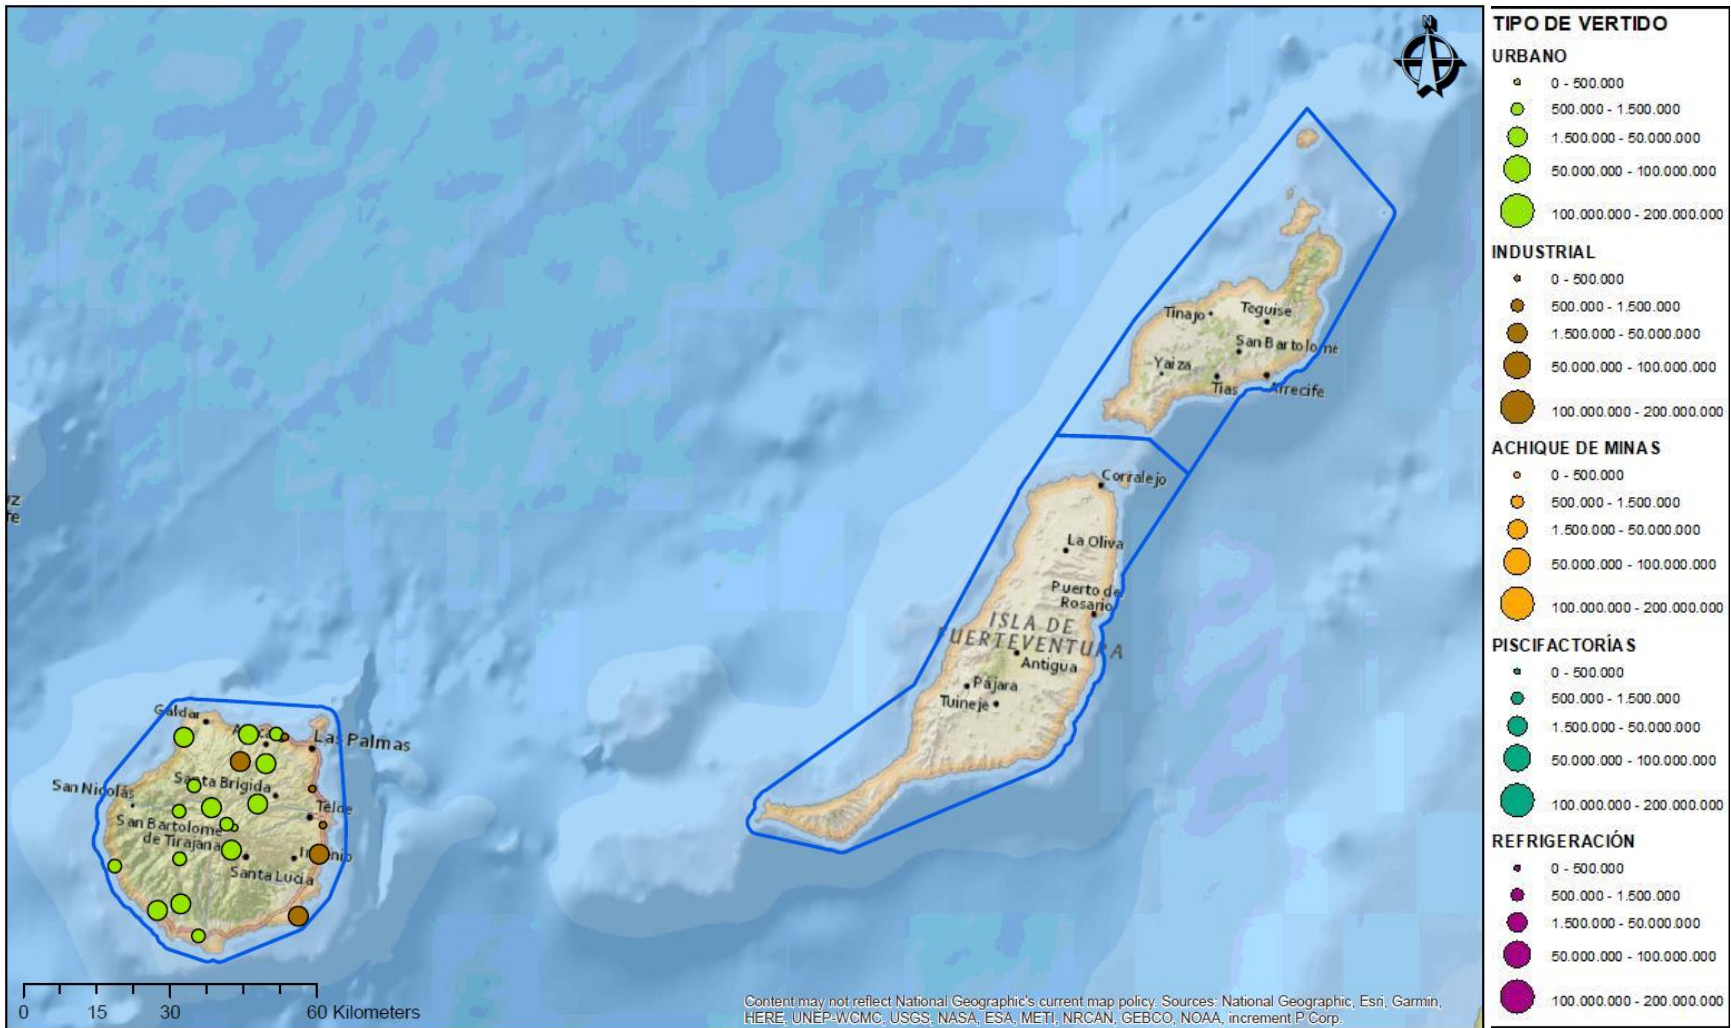 N
Tinajo
Teguise
San Bartolomé
Yaiza
Tias
Arrecife
Corralejo
La Oliva
Puerto del
Rosario
ISLA DE
FUERTEVENTURA
Antigua
Pájara
Tuineje
Galdar
Las Palmas
San Nicolás
Santa Brigida
Telde
San Bartolome
de Tirajana
Santa Lucia
0 15 30 60 Kilometers
Content may not reflect National Geographic's current map policy. Sources: National Geographic, Esri, Garmin,
HERE, UNEP-WCMC, USGS, NASA, ESA, METI, NRCAN, GEBCO, NOAA, increment P Corp.
TIPO DE VERTIDO
URBANO
0 - 500.000
500.000 - 1.500.000
1.500.000 - 50.000.000
50.000.000 - 100.000.000
100.000.000 - 200.000.000
INDUSTRIAL
0 - 500.000
500.000 - 1.500.000
1.500.000 - 50.000.000
50.000.000 - 100.000.000
100.000.000 - 200.000.000
ACHIQUE DE MINAS
0 - 500.000
500.000 - 1.500.000
1.500.000 - 50.000.000
50.000.000 - 100.000.000
100.000.000 - 200.000.000
PISCIFACTORÍAS
0 - 500.000
500.000 - 1.500.000
1.500.000 - 50.000.000
50.000.000 - 100.000.000
100.000.000 - 200.000.000
REFRIGERACIÓN
0 - 500.000
500.000 - 1.500.000
1.500.000 - 50.000.000
50.000.000 - 100.000.000
100.000.000 - 200.000.000